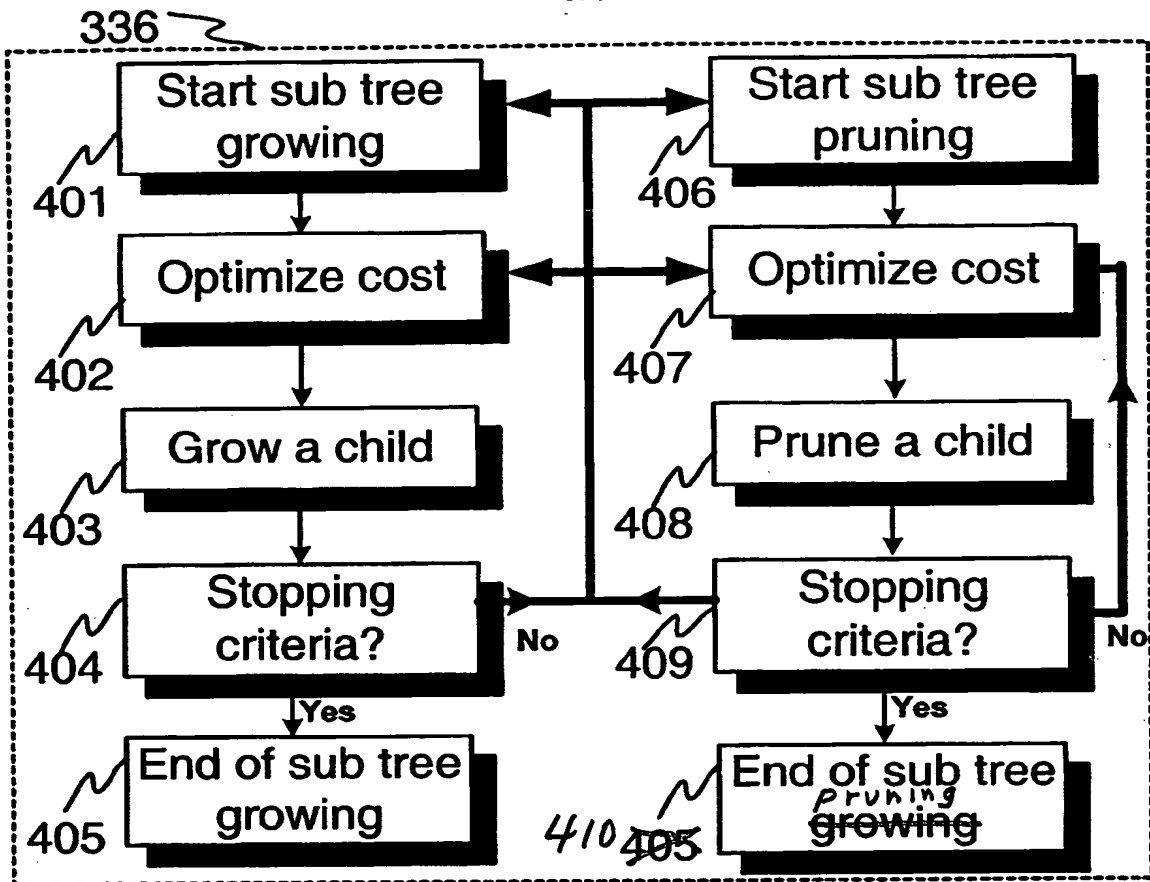 336
Start sub tree
growing
401
Optimize cost
402
Grow a child
403
Stopping
criteria?
404
No
Yes
End of sub tree
growing
405
Start sub tree
pruning
406
Optimize cost
407
Prune a child
408
Stopping
criteria?
409
No
Yes
End of sub tree
pruning
growing
410 405